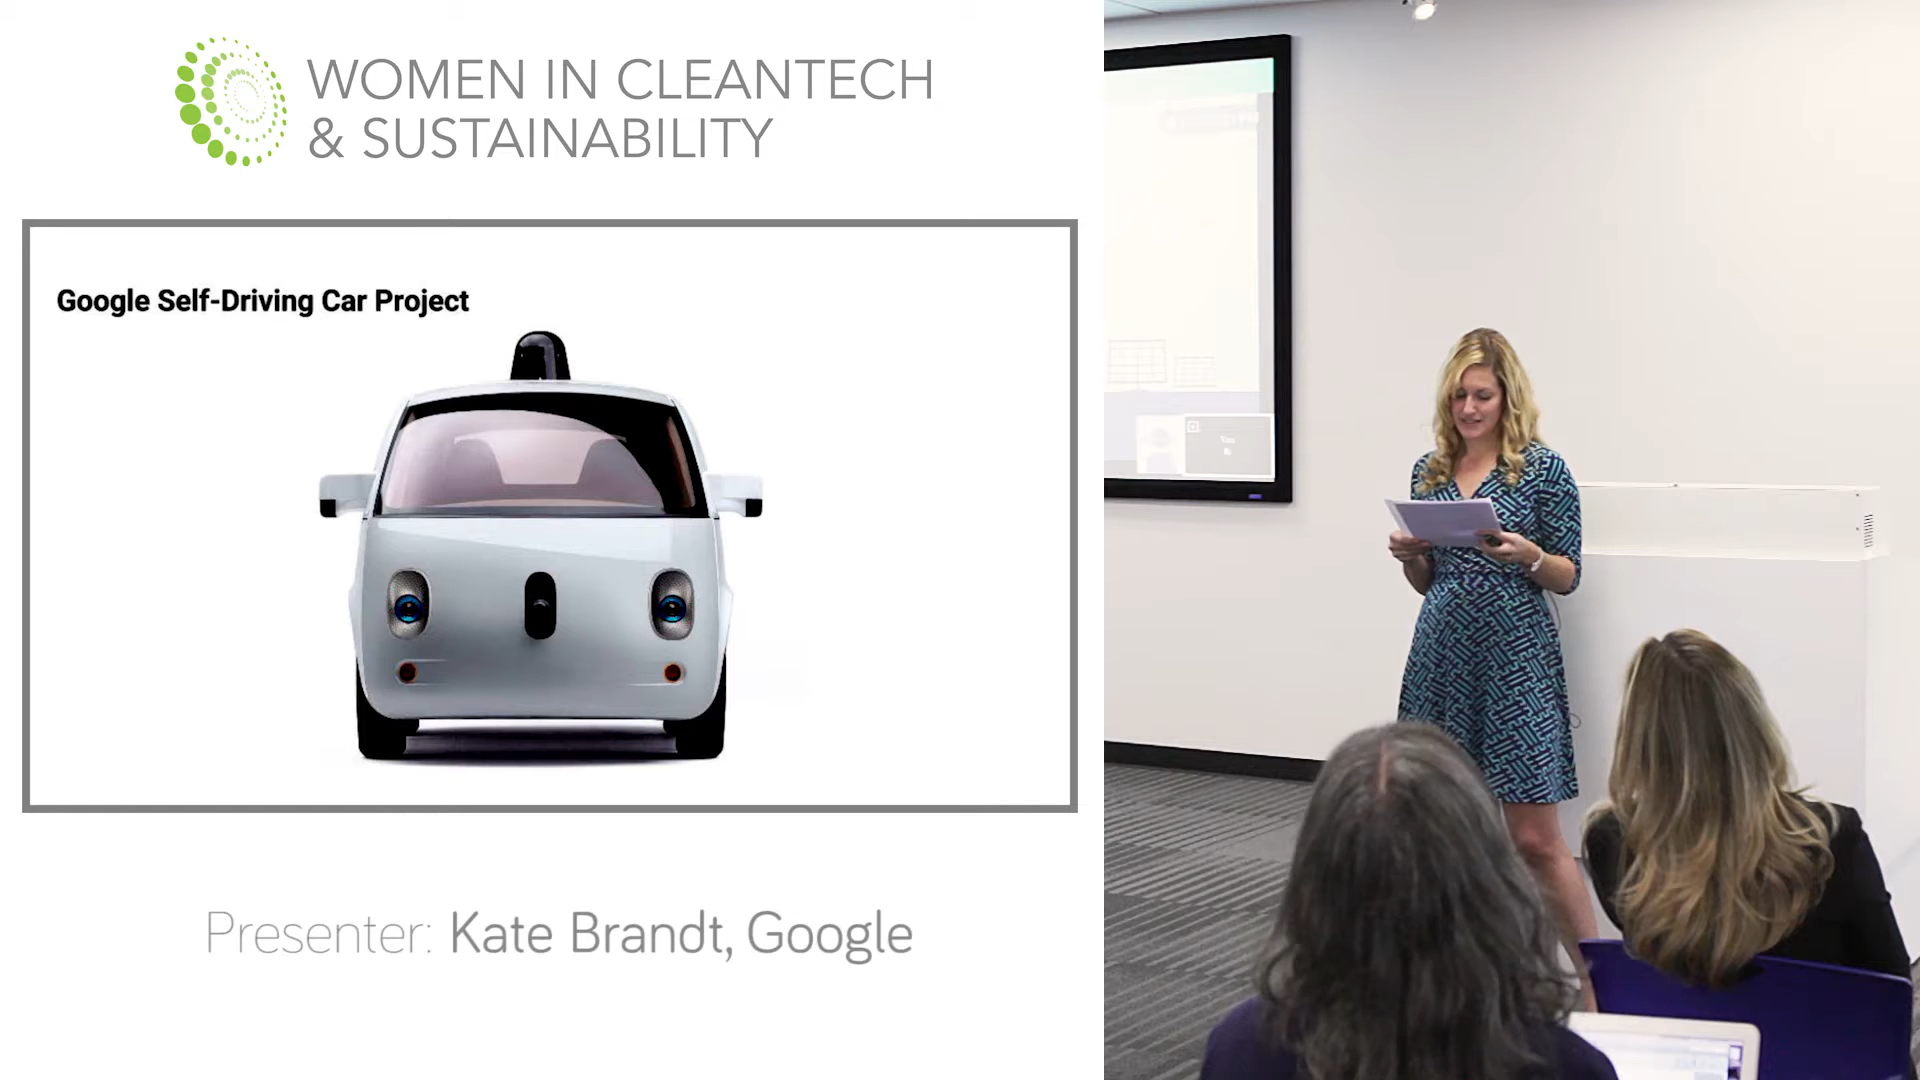 WOMEN IN CLEANTECH
& SUSTAINABILITY
Google Self-Driving Car Project
Presenter: Kate Brandt, Google